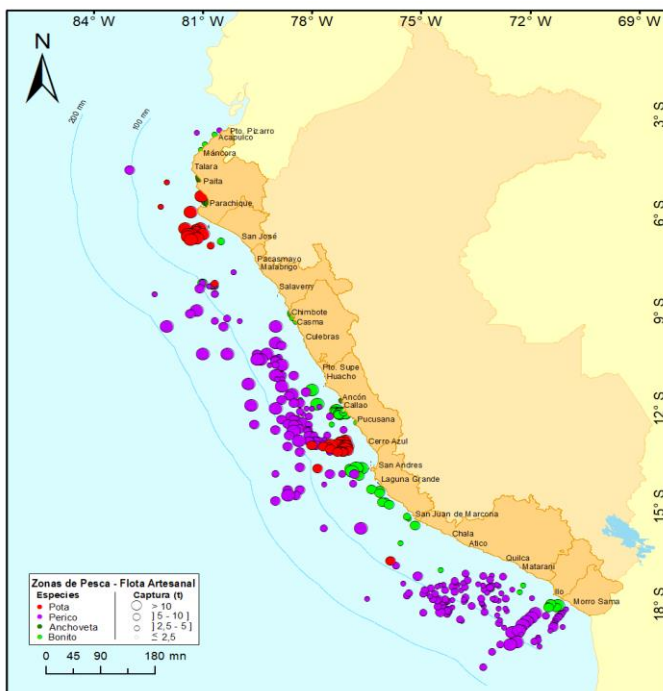 84° W 81° W 78° W 75° W 72° W 69° W
N
200 mn
100 mn
3° S
Pto. Pizarro
Acapulco
Máncora
Talara
Paita
Parachique
6° S
San José
Pacasmayo
Malabrigo
Salaverry
9° S
Chimbote
Casma
Culebras
Pto. Supe
Huacho
Ancón
Callao
12° S
Pucusana
Cerro Azul
San Andres
Laguna Grande
15° S
San Juan de Marcona
Chala
Atico
Quilca
Matarani
Ilo
Morro Sama
18° S
Zonas de Pesca - Flota Artesanal
Especies Captura (t)
Pota > 10
Perico ] 5 - 10 ]
Anchoveta ] 2,5 - 5 ]
Bonito ≤ 2,5
0 45 90 180 mn